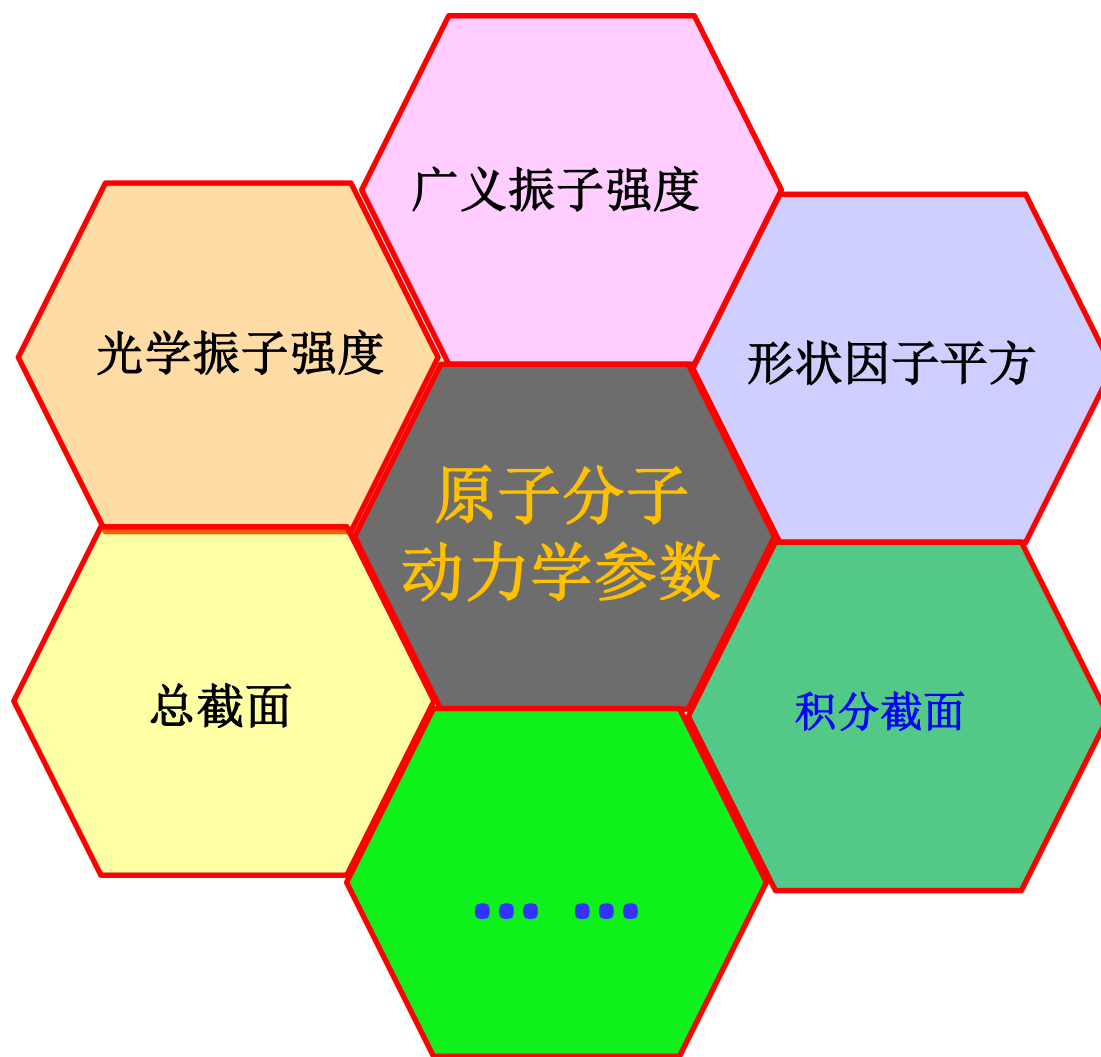 广义振子强度
光学振子强度
形状因子平方
原子分子
动力学参数
总截面
积分截面
… …